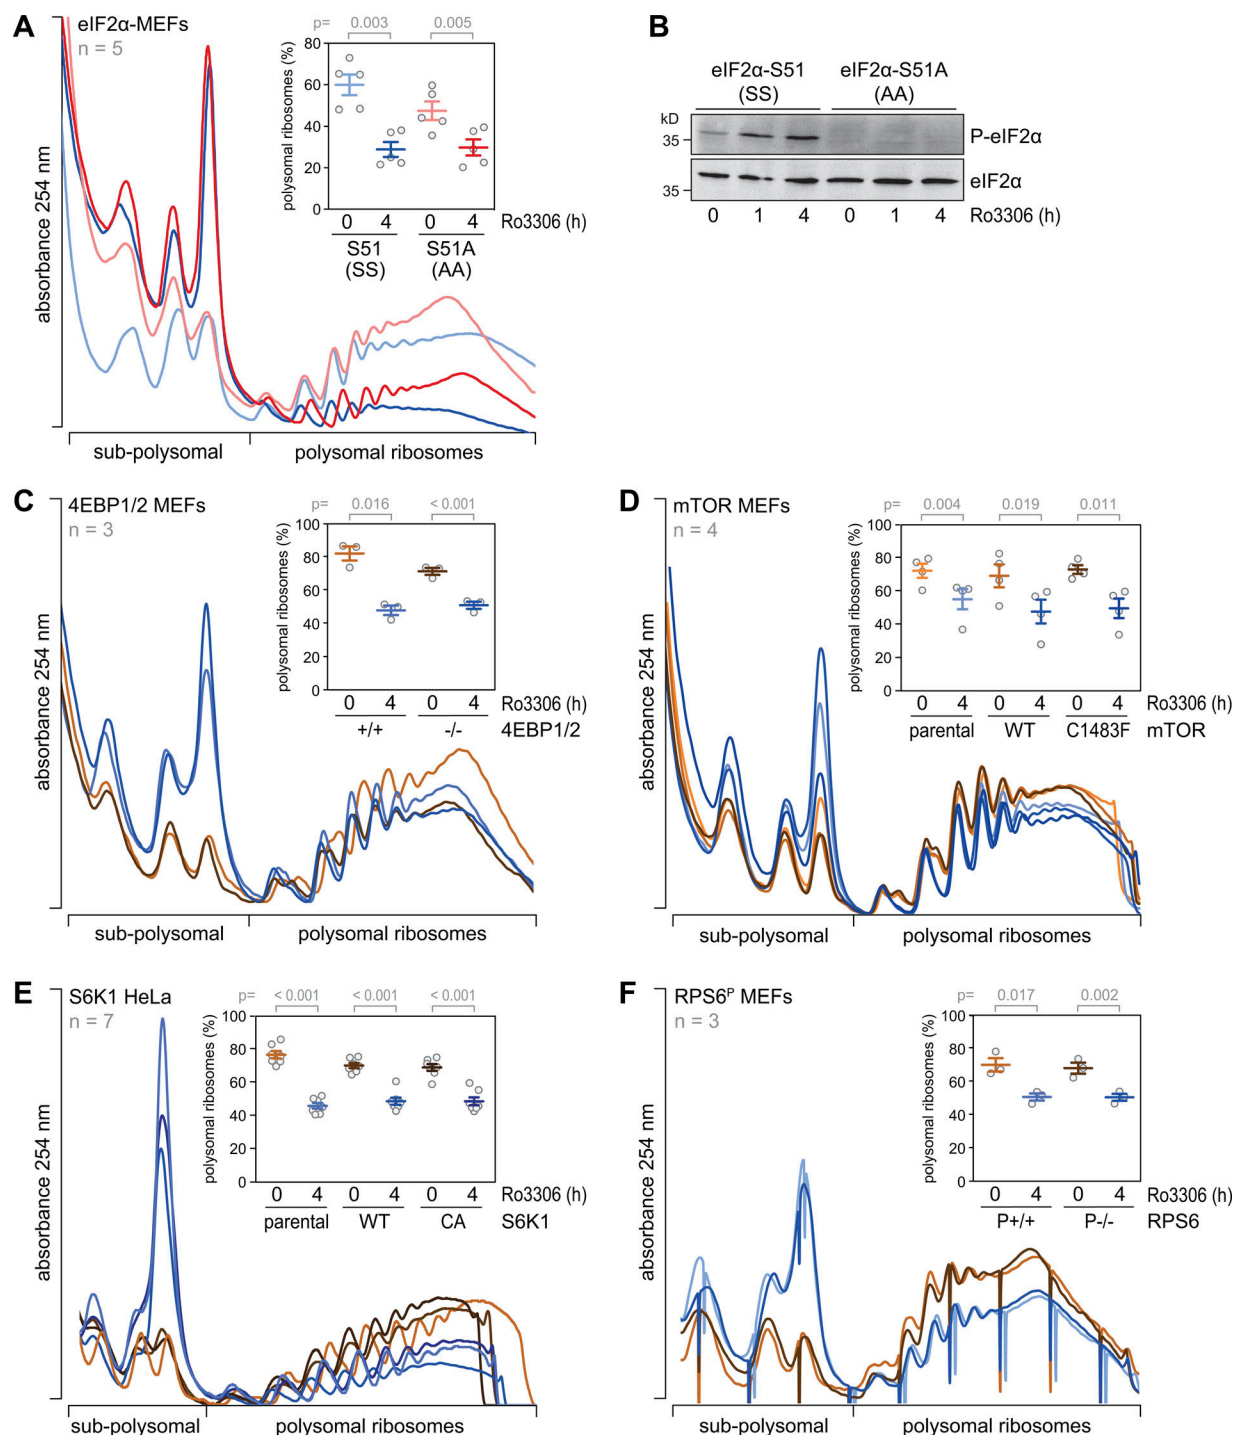 A
eIF2α-MEFs
n = 5
p= 0.003 0.005
polysomal ribosomes (%)
80
60
40
20
0
0 4 0 4 Ro3306 (h)
S51 S51A
(SS) (AA)
absorbance 254 nm
sub-polysomal polysomal ribosomes
B
eIF2α-S51 eIF2α-S51A
(SS) (AA)
kD
35
P-eIF2α
35
eIF2α
0 1 4 0 1 4 Ro3306 (h)
C
4EBP1/2 MEFs
n = 3
p= 0.016 < 0.001
polysomal ribosomes (%)
100
80
60
40
20
0
0 4 0 4 Ro3306 (h)
+/+ -/- 4EBP1/2
absorbance 254 nm
sub-polysomal polysomal ribosomes
D
mTOR MEFs
n = 4
p= 0.004 0.019 0.011
polysomal ribosomes (%)
100
80
60
40
20
0
0 4 0 4 0 4 Ro3306 (h)
parental WT C1483F mTOR
absorbance 254 nm
sub-polysomal polysomal ribosomes
E
S6K1 HeLa
n = 7
p= < 0.001 < 0.001 < 0.001
polysomal ribosomes (%)
100
80
60
40
20
0
0 4 0 4 0 4 Ro3306 (h)
parental WT CA S6K1
absorbance 254 nm
sub-polysomal polysomal ribosomes
F
RPS6ᴾ MEFs
n = 3
p= 0.017 0.002
polysomal ribosomes (%)
100
80
60
40
20
0
0 4 0 4 Ro3306 (h)
P+/+ P-/- RPS6
absorbance 254 nm
sub-polysomal polysomal ribosomes